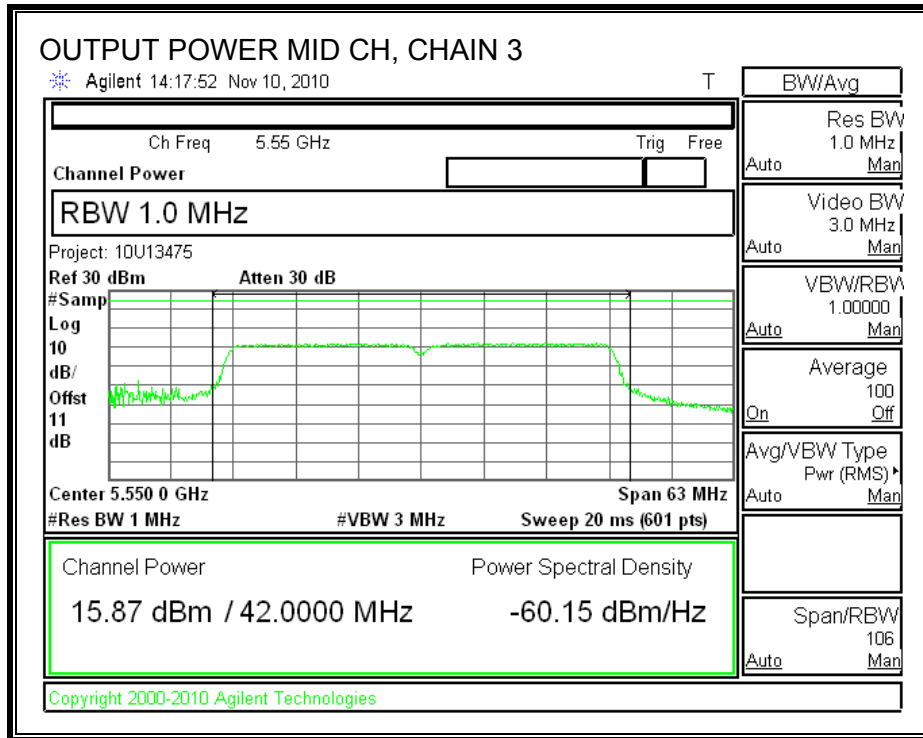 OUTPUT POWER MID CH, CHAIN 3
Agilent 14:17:52 Nov 10, 2010 T
Ch Freq 5.55 GHz Trig Free
Channel Power
RBW 1.0 MHz
Project: 10U13475
Ref 30 dBm Atten 30 dB
#Samp
Log
10
dB/
Offst
11
dB
Center 5.550 0 GHz Span 63 MHz
#Res BW 1 MHz #VBW 3 MHz Sweep 20 ms (601 pts)
Channel Power Power Spectral Density
15.87 dBm / 42.0000 MHz -60.15 dBm/Hz
Copyright 2000-2010 Agilent Technologies
BW/Avg
Res BW
1.0 MHz
Auto Man
Video BW
3.0 MHz
Auto Man
VBW/RBW
1.00000
Auto Man
Average
100
On Off
Avg/VBW Type
Pwr (RMS)
Auto Man
Span/RBW
106
Auto Man